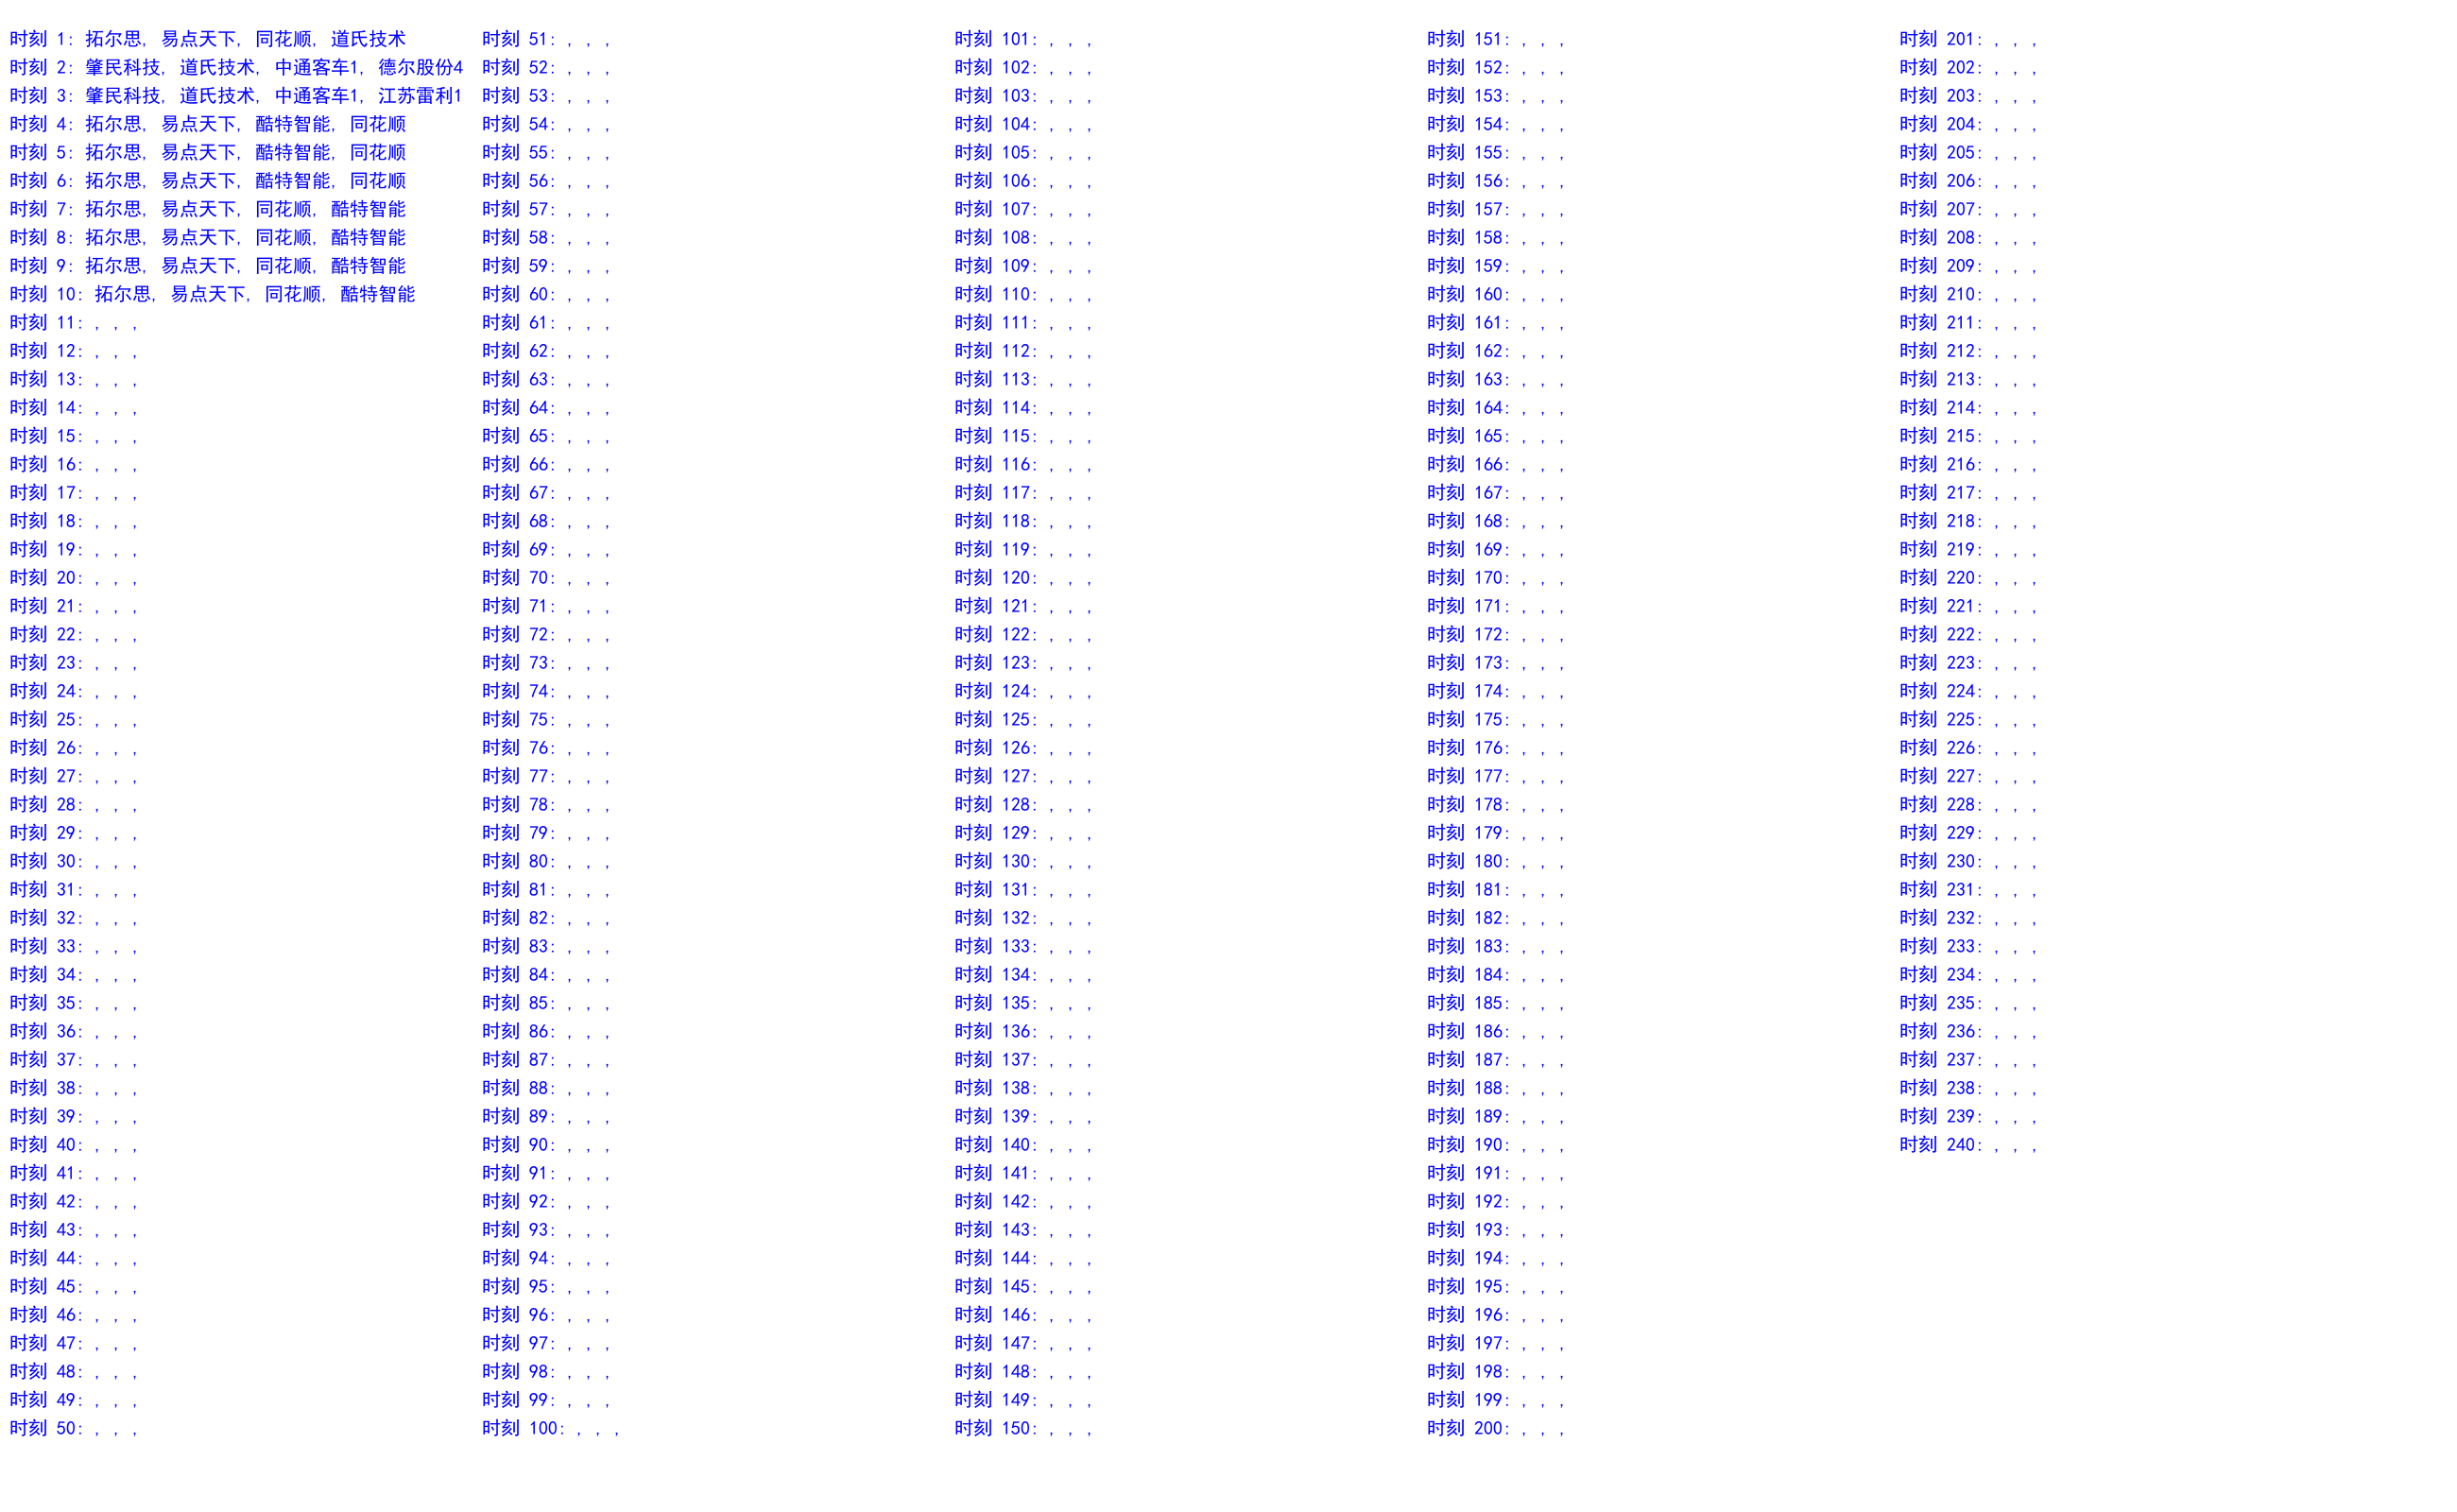 时刻 1: 拓尔思, 易点天下, 同花顺, 道氏技术
时刻 2: 肇民科技, 道氏技术, 中通客车1, 德尔股份4
时刻 3: 肇民科技, 道氏技术, 中通客车1, 江苏雷利1
时刻 4: 拓尔思, 易点天下, 酷特智能, 同花顺
时刻 5: 拓尔思, 易点天下, 酷特智能, 同花顺
时刻 6: 拓尔思, 易点天下, 酷特智能, 同花顺
时刻 7: 拓尔思, 易点天下, 同花顺, 酷特智能
时刻 8: 拓尔思, 易点天下, 同花顺, 酷特智能
时刻 9: 拓尔思, 易点天下, 同花顺, 酷特智能
时刻 10: 拓尔思, 易点天下, 同花顺, 酷特智能
时刻 11: , , ,
时刻 12: , , ,
时刻 13: , , ,
时刻 14: , , ,
时刻 15: , , ,
时刻 16: , , ,
时刻 17: , , ,
时刻 18: , , ,
时刻 19: , , ,
时刻 20: , , ,
时刻 21: , , ,
时刻 22: , , ,
时刻 23: , , ,
时刻 24: , , ,
时刻 25: , , ,
时刻 26: , , ,
时刻 27: , , ,
时刻 28: , , ,
时刻 29: , , ,
时刻 30: , , ,
时刻 31: , , ,
时刻 32: , , ,
时刻 33: , , ,
时刻 34: , , ,
时刻 35: , , ,
时刻 36: , , ,
时刻 37: , , ,
时刻 38: , , ,
时刻 39: , , ,
时刻 40: , , ,
时刻 41: , , ,
时刻 42: , , ,
时刻 43: , , ,
时刻 44: , , ,
时刻 45: , , ,
时刻 46: , , ,
时刻 47: , , ,
时刻 48: , , ,
时刻 49: , , ,
时刻 50: , , ,
时刻 51: , , ,
时刻 52: , , ,
时刻 53: , , ,
时刻 54: , , ,
时刻 55: , , ,
时刻 56: , , ,
时刻 57: , , ,
时刻 58: , , ,
时刻 59: , , ,
时刻 60: , , ,
时刻 61: , , ,
时刻 62: , , ,
时刻 63: , , ,
时刻 64: , , ,
时刻 65: , , ,
时刻 66: , , ,
时刻 67: , , ,
时刻 68: , , ,
时刻 69: , , ,
时刻 70: , , ,
时刻 71: , , ,
时刻 72: , , ,
时刻 73: , , ,
时刻 74: , , ,
时刻 75: , , ,
时刻 76: , , ,
时刻 77: , , ,
时刻 78: , , ,
时刻 79: , , ,
时刻 80: , , ,
时刻 81: , , ,
时刻 82: , , ,
时刻 83: , , ,
时刻 84: , , ,
时刻 85: , , ,
时刻 86: , , ,
时刻 87: , , ,
时刻 88: , , ,
时刻 89: , , ,
时刻 90: , , ,
时刻 91: , , ,
时刻 92: , , ,
时刻 93: , , ,
时刻 94: , , ,
时刻 95: , , ,
时刻 96: , , ,
时刻 97: , , ,
时刻 98: , , ,
时刻 99: , , ,
时刻 100: , , ,
时刻 101: , , ,
时刻 102: , , ,
时刻 103: , , ,
时刻 104: , , ,
时刻 105: , , ,
时刻 106: , , ,
时刻 107: , , ,
时刻 108: , , ,
时刻 109: , , ,
时刻 110: , , ,
时刻 111: , , ,
时刻 112: , , ,
时刻 113: , , ,
时刻 114: , , ,
时刻 115: , , ,
时刻 116: , , ,
时刻 117: , , ,
时刻 118: , , ,
时刻 119: , , ,
时刻 120: , , ,
时刻 121: , , ,
时刻 122: , , ,
时刻 123: , , ,
时刻 124: , , ,
时刻 125: , , ,
时刻 126: , , ,
时刻 127: , , ,
时刻 128: , , ,
时刻 129: , , ,
时刻 130: , , ,
时刻 131: , , ,
时刻 132: , , ,
时刻 133: , , ,
时刻 134: , , ,
时刻 135: , , ,
时刻 136: , , ,
时刻 137: , , ,
时刻 138: , , ,
时刻 139: , , ,
时刻 140: , , ,
时刻 141: , , ,
时刻 142: , , ,
时刻 143: , , ,
时刻 144: , , ,
时刻 145: , , ,
时刻 146: , , ,
时刻 147: , , ,
时刻 148: , , ,
时刻 149: , , ,
时刻 150: , , ,
时刻 151: , , ,
时刻 152: , , ,
时刻 153: , , ,
时刻 154: , , ,
时刻 155: , , ,
时刻 156: , , ,
时刻 157: , , ,
时刻 158: , , ,
时刻 159: , , ,
时刻 160: , , ,
时刻 161: , , ,
时刻 162: , , ,
时刻 163: , , ,
时刻 164: , , ,
时刻 165: , , ,
时刻 166: , , ,
时刻 167: , , ,
时刻 168: , , ,
时刻 169: , , ,
时刻 170: , , ,
时刻 171: , , ,
时刻 172: , , ,
时刻 173: , , ,
时刻 174: , , ,
时刻 175: , , ,
时刻 176: , , ,
时刻 177: , , ,
时刻 178: , , ,
时刻 179: , , ,
时刻 180: , , ,
时刻 181: , , ,
时刻 182: , , ,
时刻 183: , , ,
时刻 184: , , ,
时刻 185: , , ,
时刻 186: , , ,
时刻 187: , , ,
时刻 188: , , ,
时刻 189: , , ,
时刻 190: , , ,
时刻 191: , , ,
时刻 192: , , ,
时刻 193: , , ,
时刻 194: , , ,
时刻 195: , , ,
时刻 196: , , ,
时刻 197: , , ,
时刻 198: , , ,
时刻 199: , , ,
时刻 200: , , ,
时刻 201: , , ,
时刻 202: , , ,
时刻 203: , , ,
时刻 204: , , ,
时刻 205: , , ,
时刻 206: , , ,
时刻 207: , , ,
时刻 208: , , ,
时刻 209: , , ,
时刻 210: , , ,
时刻 211: , , ,
时刻 212: , , ,
时刻 213: , , ,
时刻 214: , , ,
时刻 215: , , ,
时刻 216: , , ,
时刻 217: , , ,
时刻 218: , , ,
时刻 219: , , ,
时刻 220: , , ,
时刻 221: , , ,
时刻 222: , , ,
时刻 223: , , ,
时刻 224: , , ,
时刻 225: , , ,
时刻 226: , , ,
时刻 227: , , ,
时刻 228: , , ,
时刻 229: , , ,
时刻 230: , , ,
时刻 231: , , ,
时刻 232: , , ,
时刻 233: , , ,
时刻 234: , , ,
时刻 235: , , ,
时刻 236: , , ,
时刻 237: , , ,
时刻 238: , , ,
时刻 239: , , ,
时刻 240: , , ,